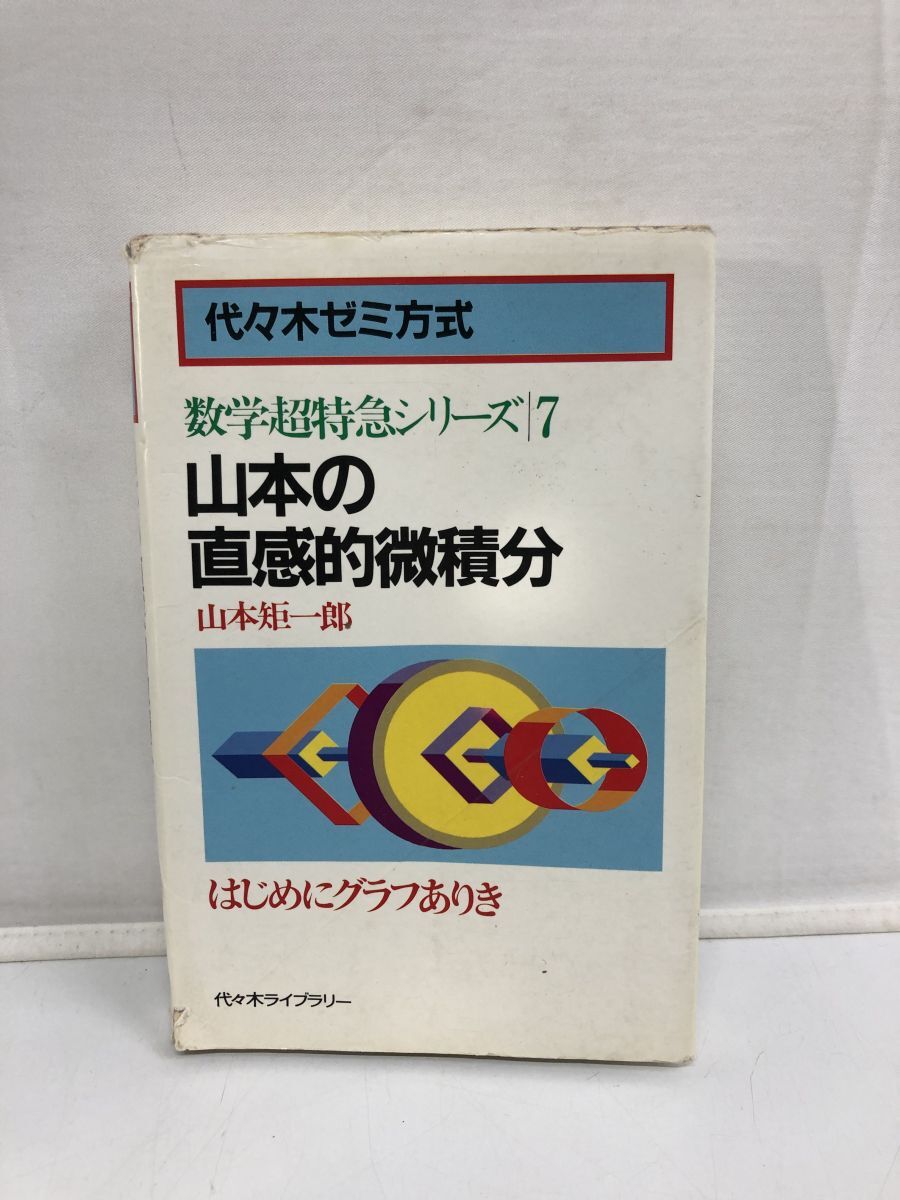 代々木ゼミ方式
数学超特急シリーズ|7
山本の
直感的微積分
山本矩一郎
はじめにグラフありき
代々木ライブラリー